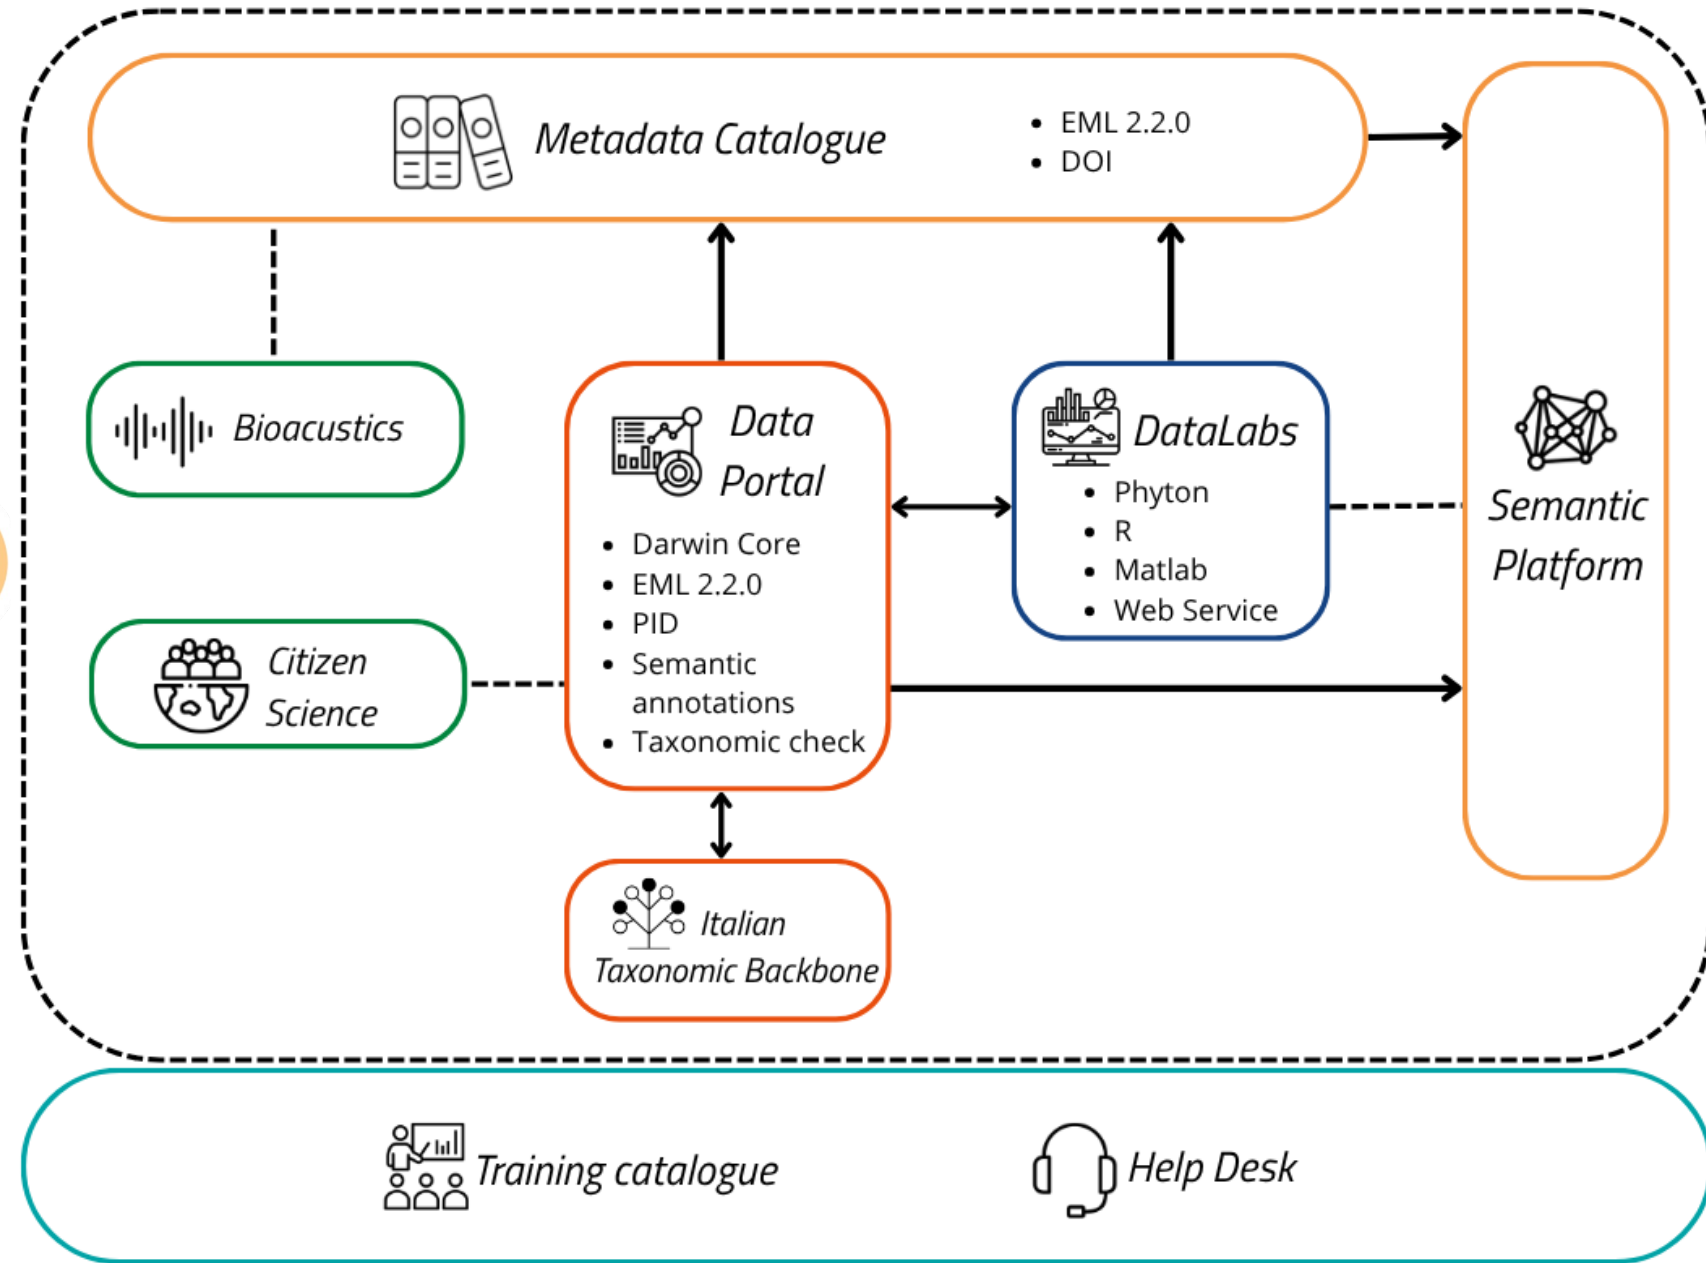 Metadata Catalogue
• EML 2.2.0
• DOI
Bioacustics
Citizen
Science
Data
Portal
• Darwin Core
• EML 2.2.0
• PID
• Semantic
annotations
• Taxonomic check
DataLabs
• Phyton
• R
• Matlab
• Web Service
Semantic
Platform
Italian
Taxonomic Backbone
Training catalogue
Help Desk